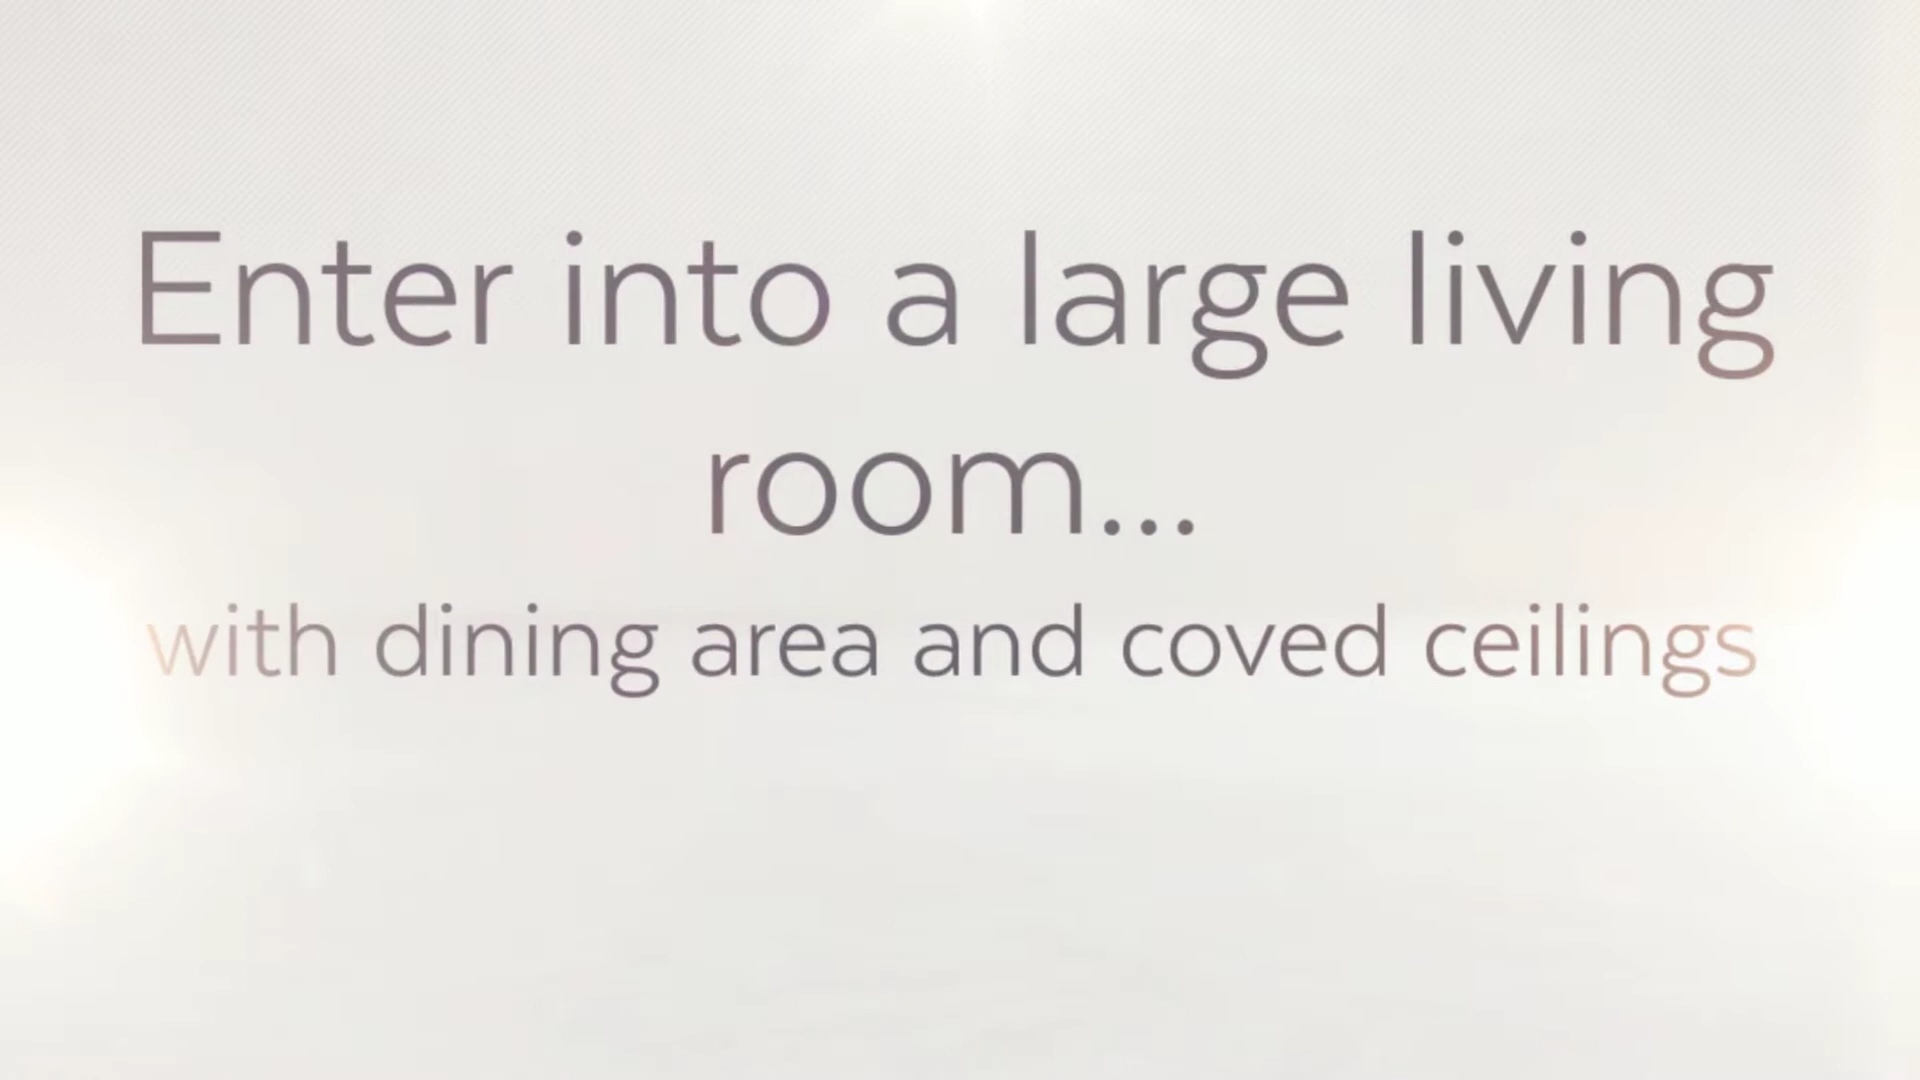 Enter into a large living
room...
with dining area and coved ceilings